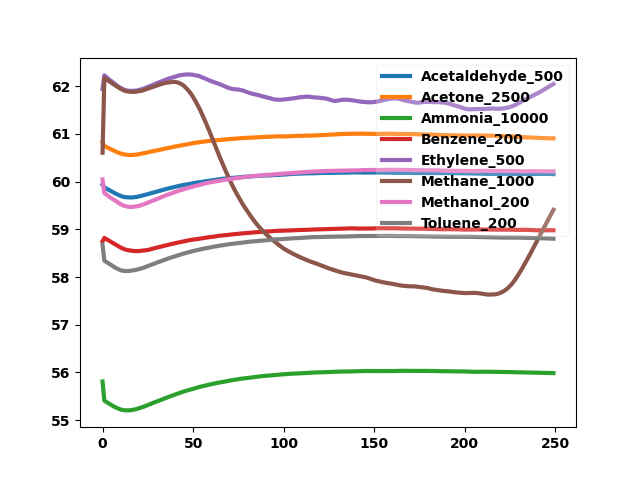 62
61
60
59
58
57
56
55
0
50
100
150
200
250
Acetaldehyde_500
Acetone_2500
Ammonia_10000
Benzene_200
Ethylene_500
Methane_1000
Methanol_200
Toluene_200